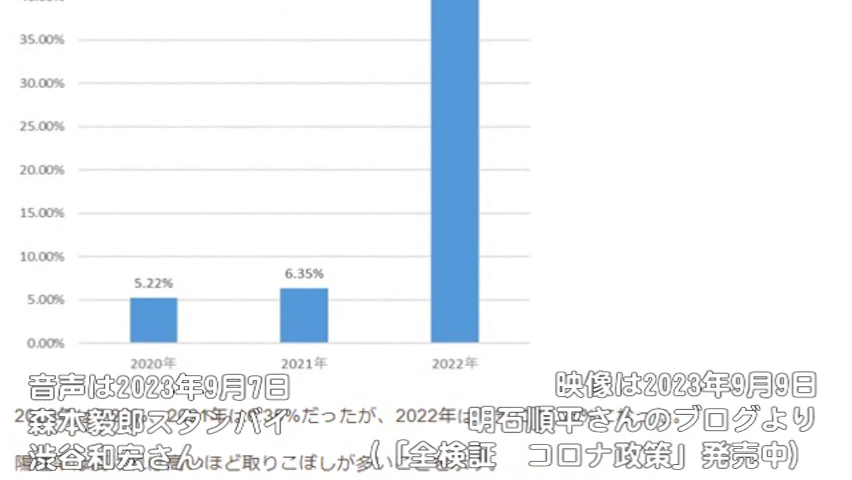 35.00%
30.00%
25.00%
20.00%
15.00%
10.00%
5.00%
0.00%
5.22%
6.35%
2020年
2021年
2022年
音声は2023年9月7日
森本毅郎スタンバイ
渋谷和宏さん
映像は2023年9月9日
明石順平さんのブログより
(「全検証 コロナ政策」発売中)
だったが、2022年は
ほど取りこぼしが多い